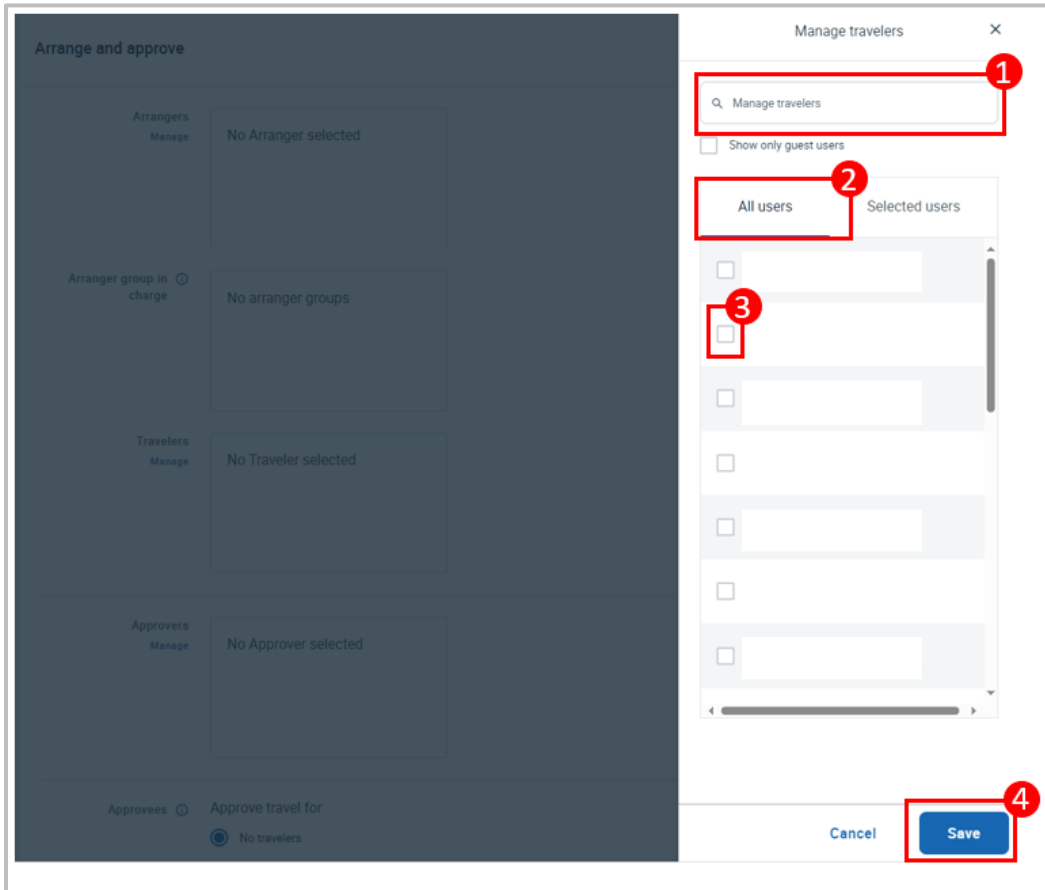 Arrange and approve
Arrangers
Manage
No Arranger selected
Arranger group in
charge
No arranger groups
Travelers
Manage
No Traveler selected
Approvers
Manage
No Approver selected
Approvees
Approve travel for
No travelers
Manage travelers
1
Manage travelers
Show only guest users
2
All users
Selected users
3
4
Cancel
Save